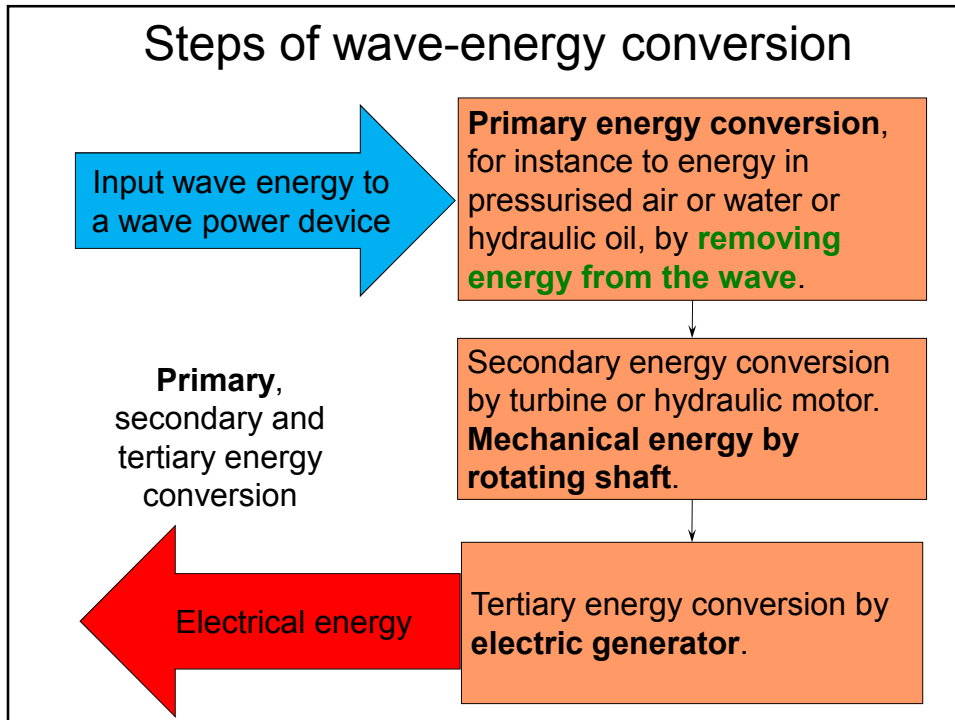 Steps of wave-energy conversion
Input wave energy to
a wave power device
Primary energy conversion,
for instance to energy in
pressurised air or water or
hydraulic oil, by removing
energy from the wave.
Secondary energy conversion
by turbine or hydraulic motor.
Mechanical energy by
rotating shaft.
Primary,
secondary and
tertiary energy
conversion
Tertiary energy conversion by
electric generator.
Electrical energy